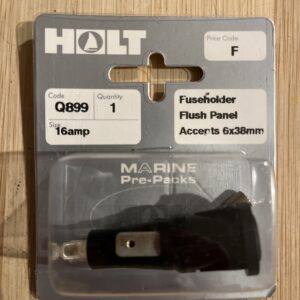 HOLT
Price Code
F
Code
Q899
Quantity
1
Size
16amp
Fuseholder
Flush Panel
Accepts 6x38mm
MARINE
Pre-Packs